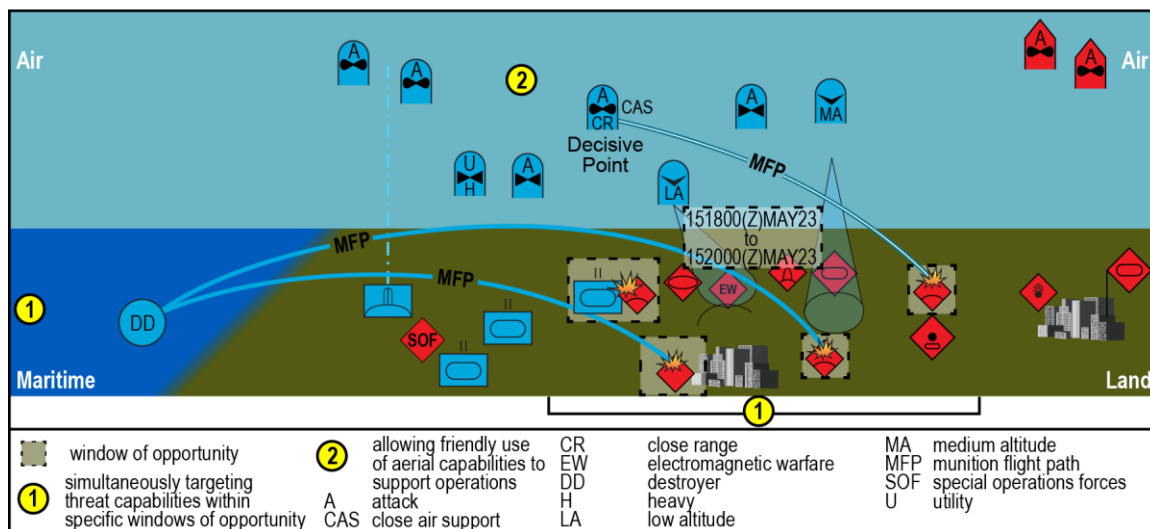 Air
Air
A
A
2
A
A
A
CR
CAS
Decisive
Point
A
MA
MFP
U
H
A
LA
151800(Z)MAY23
to
152000(Z)MAY23
MFP
MFP
1
DD
SOF
II
II
II
EW
Maritime
Land
1
window of opportunity
1
simultaneously targeting
threat capabilities within
specific windows of opportunity
2
allowing friendly use
of aerial capabilities to
support operations
A attack
CAS close air support
CR close range
EW electromagnetic warfare
DD destroyer
H heavy
LA low altitude
MA medium altitude
MFP munition flight path
SOF special operations forces
U utility